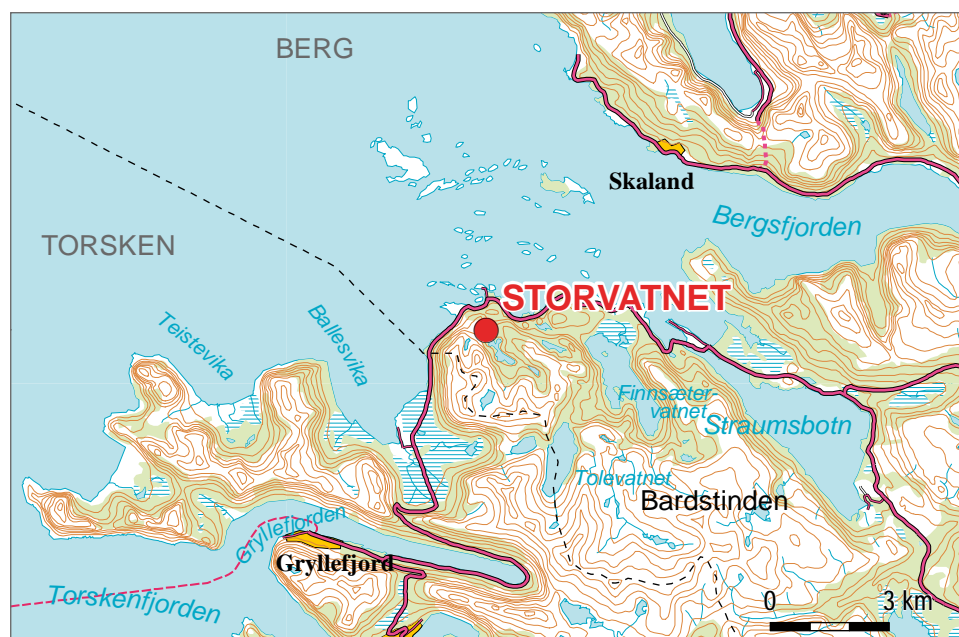 BERG
Skaland
Bergsfjorden
TORSKEN
STORVATNET
Teistevika
Ballesvika
Finnsæter-
vatnet
Straumsbotn
Tolevatnet
Bardstinden
Gryllefjorden
Gryllefjord
Torskenfjorden
0 3 km